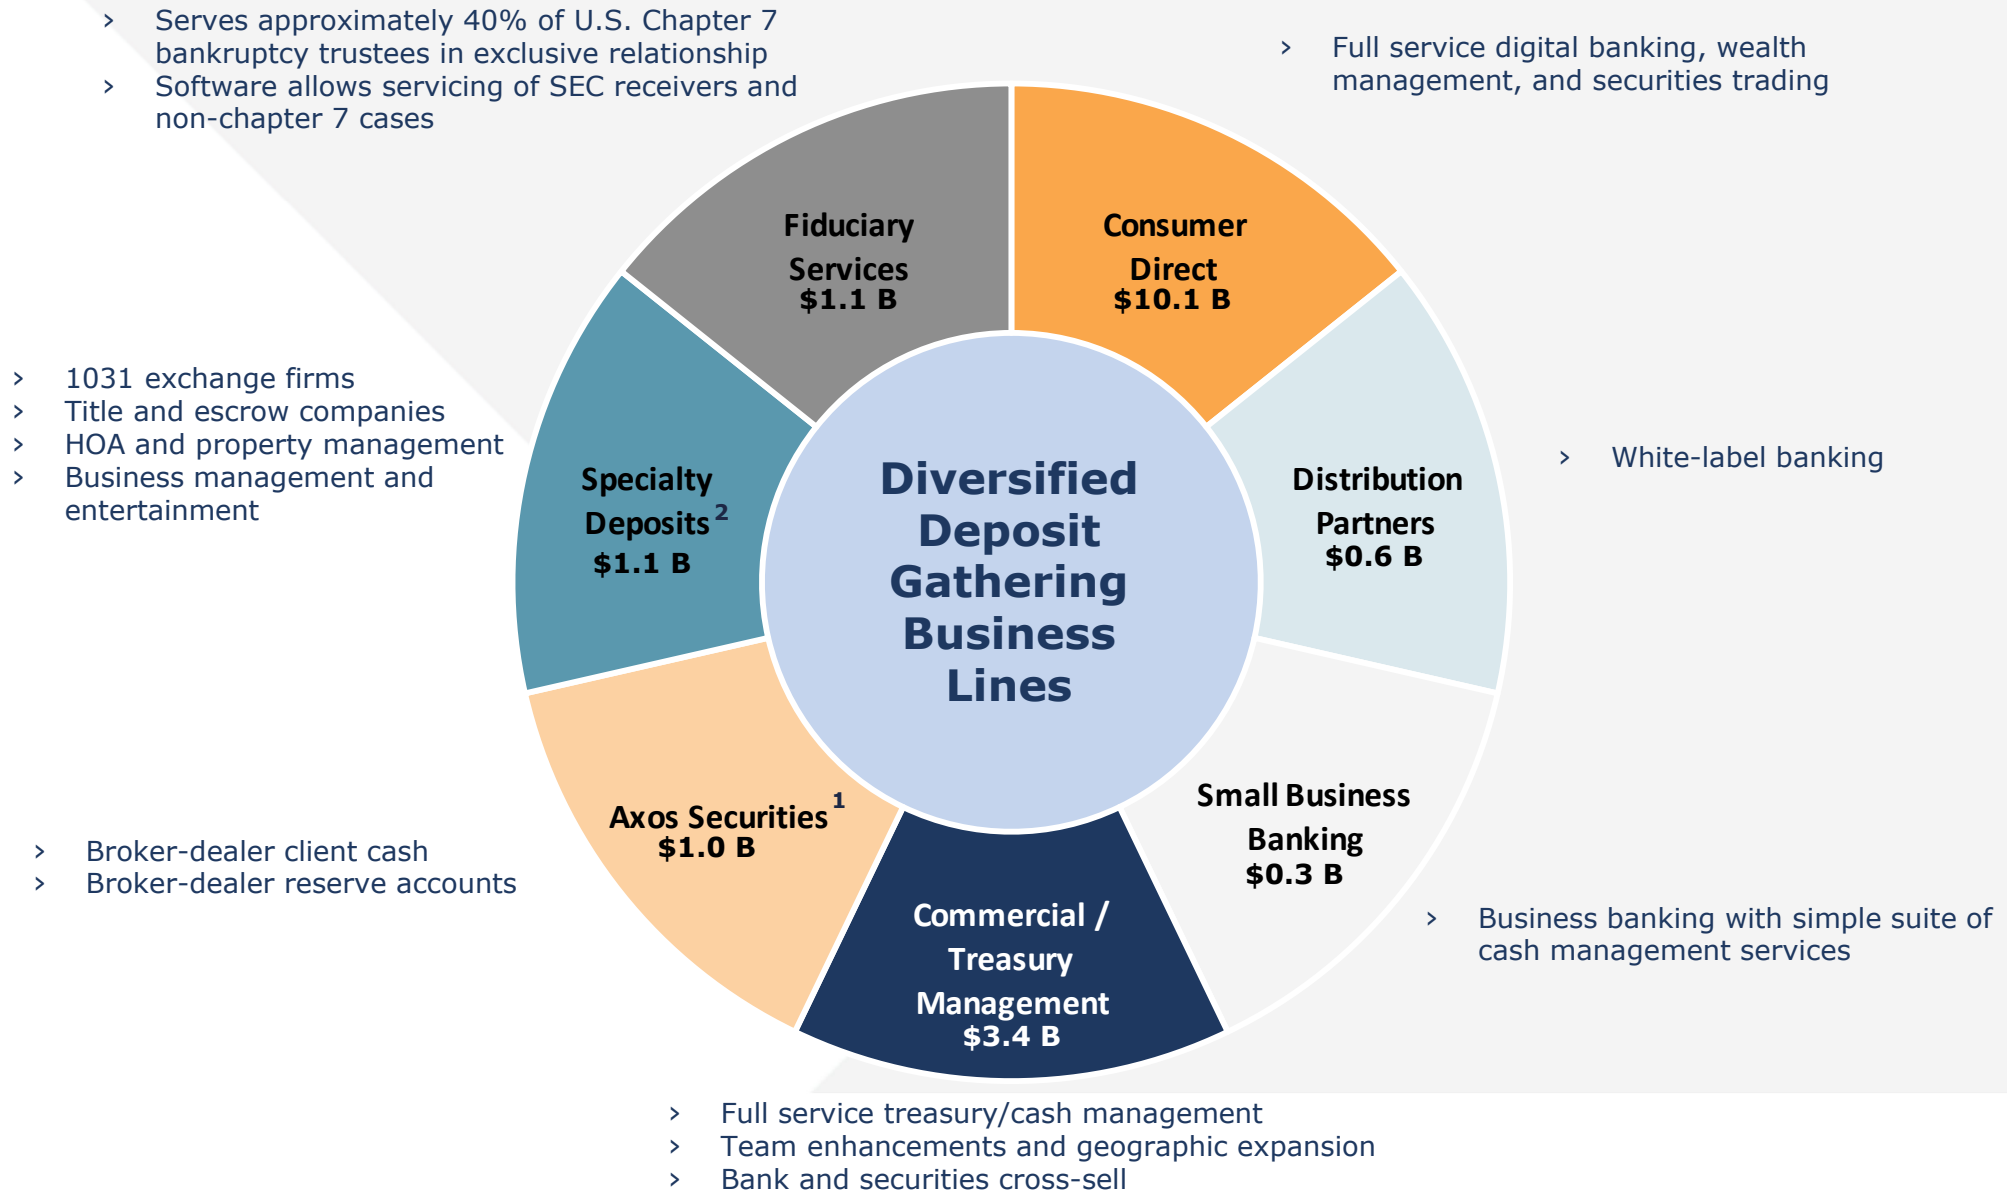 › Serves approximately 40% of U.S. Chapter 7
bankruptcy trustees in exclusive relationship
› Software allows servicing of SEC receivers and
non-chapter 7 cases
› Full service digital banking, wealth
management, and securities trading
Fiduciary
Services
$1.1 B
Consumer
Direct
$10.1 B
› 1031 exchange firms
› Title and escrow companies
› HOA and property management
› Business management and
entertainment
Specialty
Deposits 2
$1.1 B
Diversified
Deposit
Gathering
Business
Lines
Distribution
Partners
$0.6 B
› White-label banking
Axos Securities 1
$1.0 B
› Broker-dealer client cash
› Broker-dealer reserve accounts
Small Business
Banking
$0.3 B
› Business banking with simple suite of
cash management services
Commercial /
Treasury
Management
$3.4 B
› Full service treasury/cash management
› Team enhancements and geographic expansion
› Bank and securities cross-sell